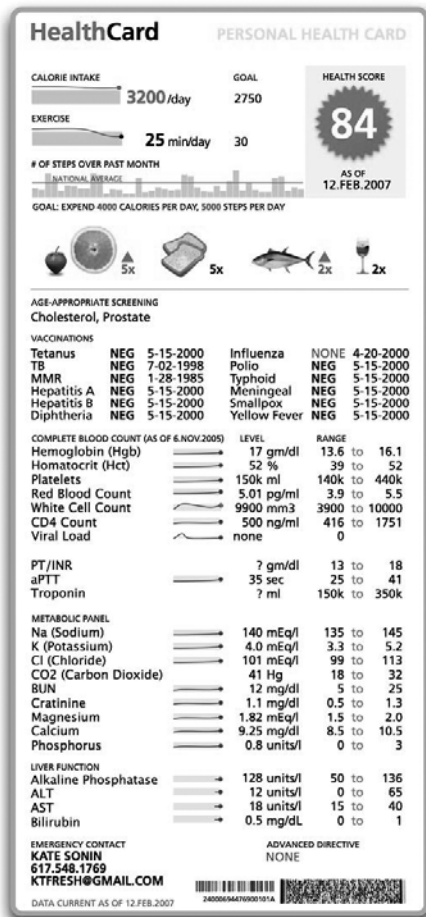 HealthCard PERSONAL HEALTH CARD
CALORIE INTAKE GOAL HEALTH SCORE
3200/day 2750
EXERCISE
25 min/day 30
84
# OF STEPS OVER PAST MONTH
NATIONAL AVERAGE
AS OF
12.FEB.2007
GOAL: EXPEND 4000 CALORIES PER DAY, 5000 STEPS PER DAY
5x 5x 2x 2x
AGE-APPROPRIATE SCREENING
Cholesterol, Prostate
VACCINATIONS
Tetanus NEG 5-15-2000 Influenza NONE 4-20-2000
TB NEG 7-02-1998 Polio NEG 5-15-2000
MMR NEG 1-28-1985 Typhoid NEG 5-15-2000
Hepatitis A NEG 5-15-2000 Meningeal NEG 5-15-2000
Hepatitis B NEG 5-15-2000 Smallpox NEG 5-15-2000
Diphtheria NEG 5-15-2000 Yellow Fever NEG 5-15-2000
COMPLETE BLOOD COUNT (AS OF 6.NOV.2005) LEVEL RANGE
Hemoglobin (Hgb) 17 gm/dl 13.6 to 16.1
Homatocrit (Hct) 52 % 39 to 52
Platelets 150k ml 140k to 440k
Red Blood Count 5.01 pg/ml 3.9 to 5.5
White Cell Count 9900 mm3 3900 to 10000
CD4 Count 500 ng/ml 416 to 1751
Viral Load none 0
PT/INR ? gm/dl 13 to 18
aPTT 35 sec 25 to 41
Troponin ? ml 150k to 350k
METABOLIC PANEL
Na (Sodium) 140 mEq/l 135 to 145
K (Potassium) 4.0 mEq/l 3.3 to 5.2
Cl (Chloride) 101 mEq/l 99 to 113
CO2 (Carbon Dioxide) 41 Hg 18 to 32
BUN 12 mg/dl 5 to 25
Cratinine 1.1 mg/dl 0.5 to 1.3
Magnesium 1.82 mEq/l 1.5 to 2.0
Calcium 9.25 mg/dl 8.5 to 10.5
Phosphorus 0.8 units/l 0 to 3
LIVER FUNCTION
Alkaline Phosphatase 128 units/l 50 to 136
ALT 12 units/l 0 to 65
AST 18 units/l 15 to 40
Bilirubin 0.5 mg/dL 0 to 1
EMERGENCY CONTACT ADVANCED DIRECTIVE
KATE SONIN NONE
617.548.1769
KTFRESH@GMAIL.COM
DATA CURRENT AS OF 12.FEB.2007 24000694476900101A